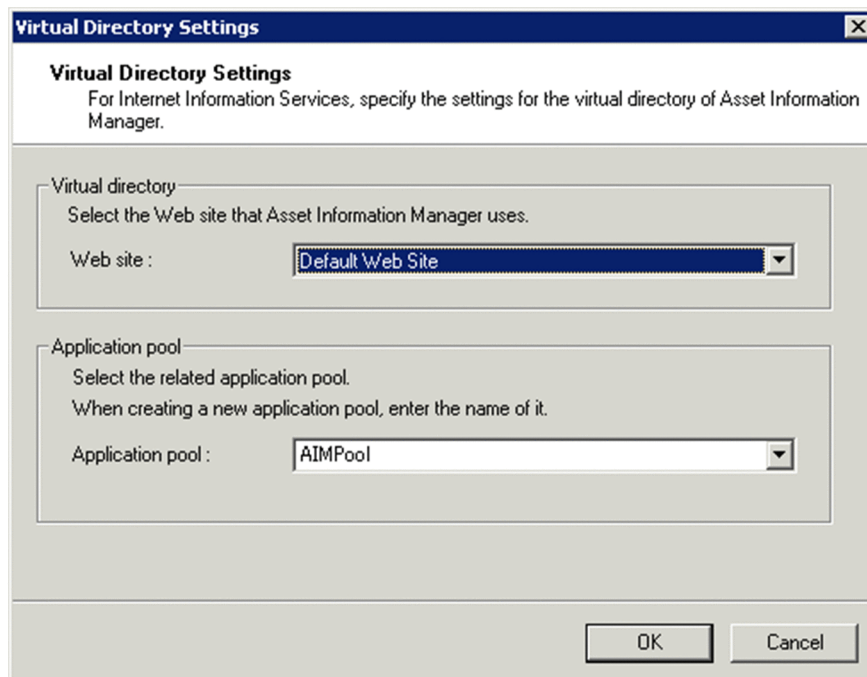 Virtual Directory Settings
Virtual Directory Settings
For Internet Information Services, specify the settings for the virtual directory of Asset Information
Manager.
Virtual directory
Select the Web site that Asset Information Manager uses.
Web site :
Default Web Site
Application pool
Select the related application pool.
When creating a new application pool, enter the name of it.
Application pool :
AIMPool
OK
Cancel